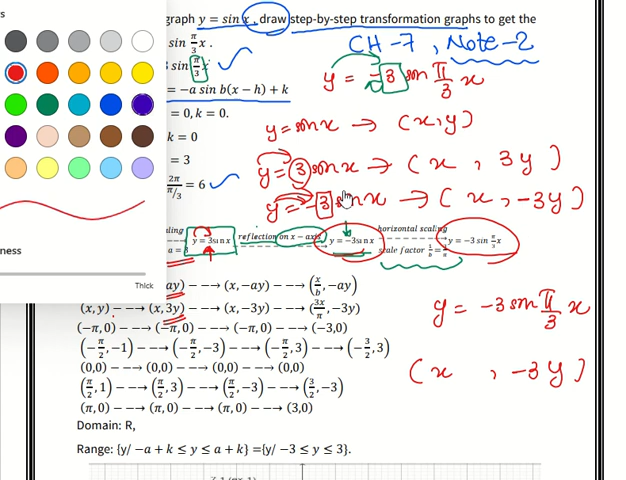 graph y = sin x, draw step-by-step transformation graphs to get the
sin π/3 x.
CH-7, Note-2
sin π/3 x
y = -3 sin π/3 x
= -a sin b(x - h) + k
= 0, k = 0.
y = sin x → (x, y)
k = 0
= 3
y = 3 sin x → (x, 3y)
2π / π/3 = 6
y = -3 sin x → (x, -3y)
aling y = 3sin x reflection on x - axis y = -3sin x horizontal scaling y = -3 sin π/3 x
a = 3 scale factor
ay) − −→ (x, -ay) − −→ (x/b, -ay)
(x, y) − −→ (x, 3y) − −→ (x, -3y) − −→ (3x/π, -3y)
y = -3 sin π/3 x
(-π, 0) − −→ (-π, 0) − −→ (-π, 0) − −→ (-3,0)
(-π/2, -1) − −→ (-π/2, -3) − −→ (-π/2, 3) − −→ (-3/2, 3)
(0,0) − −→ (0,0) − −→ (0,0) − −→ (0,0)
(x , -3y)
(π/2, 1) − −→ (π/2, 3) − −→ (π/2, -3) − −→ (3/2, -3)
(π, 0) − −→ (π, 0) − −→ (π, 0) − −→ (3,0)
Domain: R,
Range: {y/ -a + k ≤ y ≤ a + k} ={y/ -3 ≤ y ≤ 3}.
ness
Thick